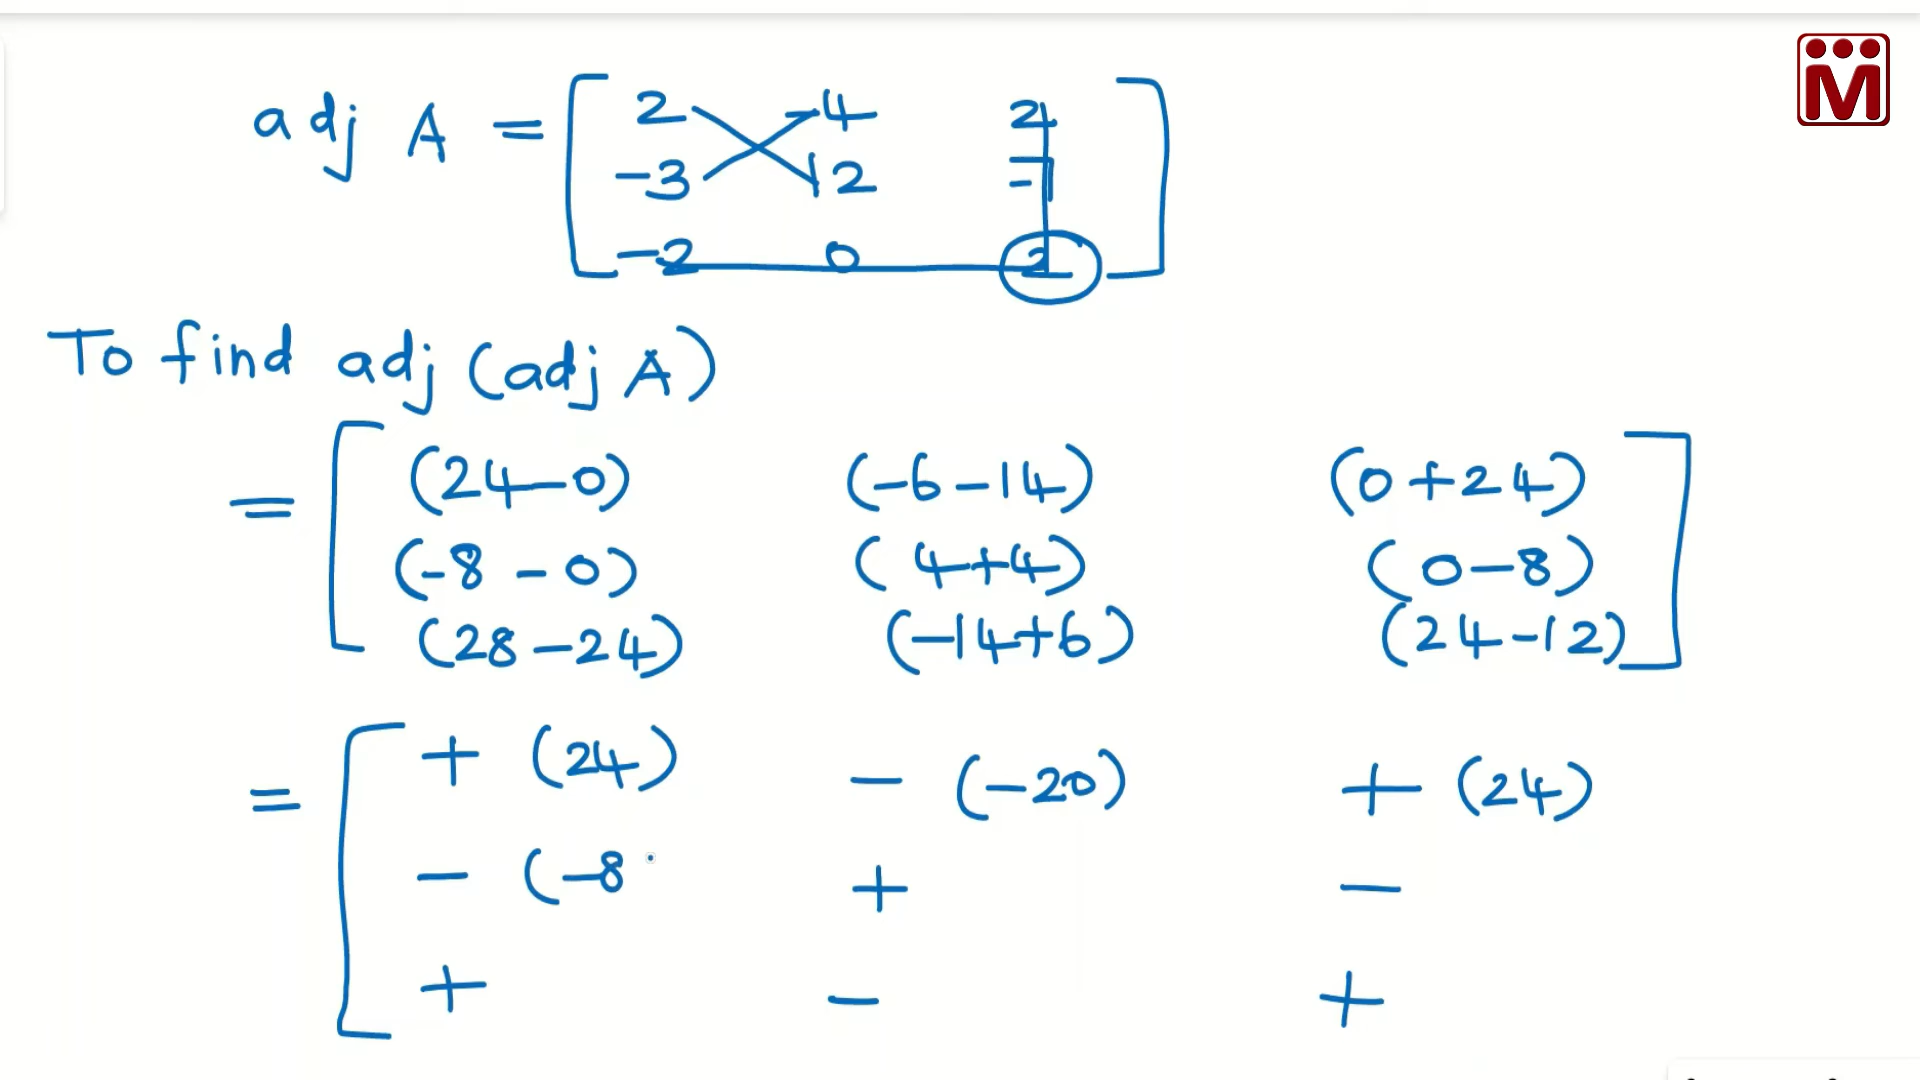 M
adj A = [ 2 -4 2
-3 12 -7
-2 0 2 ]
To find adj (adj A)
= [ (24-0) (-6-14) (0+24)
(-8-0) (4+4) (0-8)
(28-24) (-14+6) (24-12) ]
= [ + (24) - (-20) + (24)
- (-8 + -
+ - +